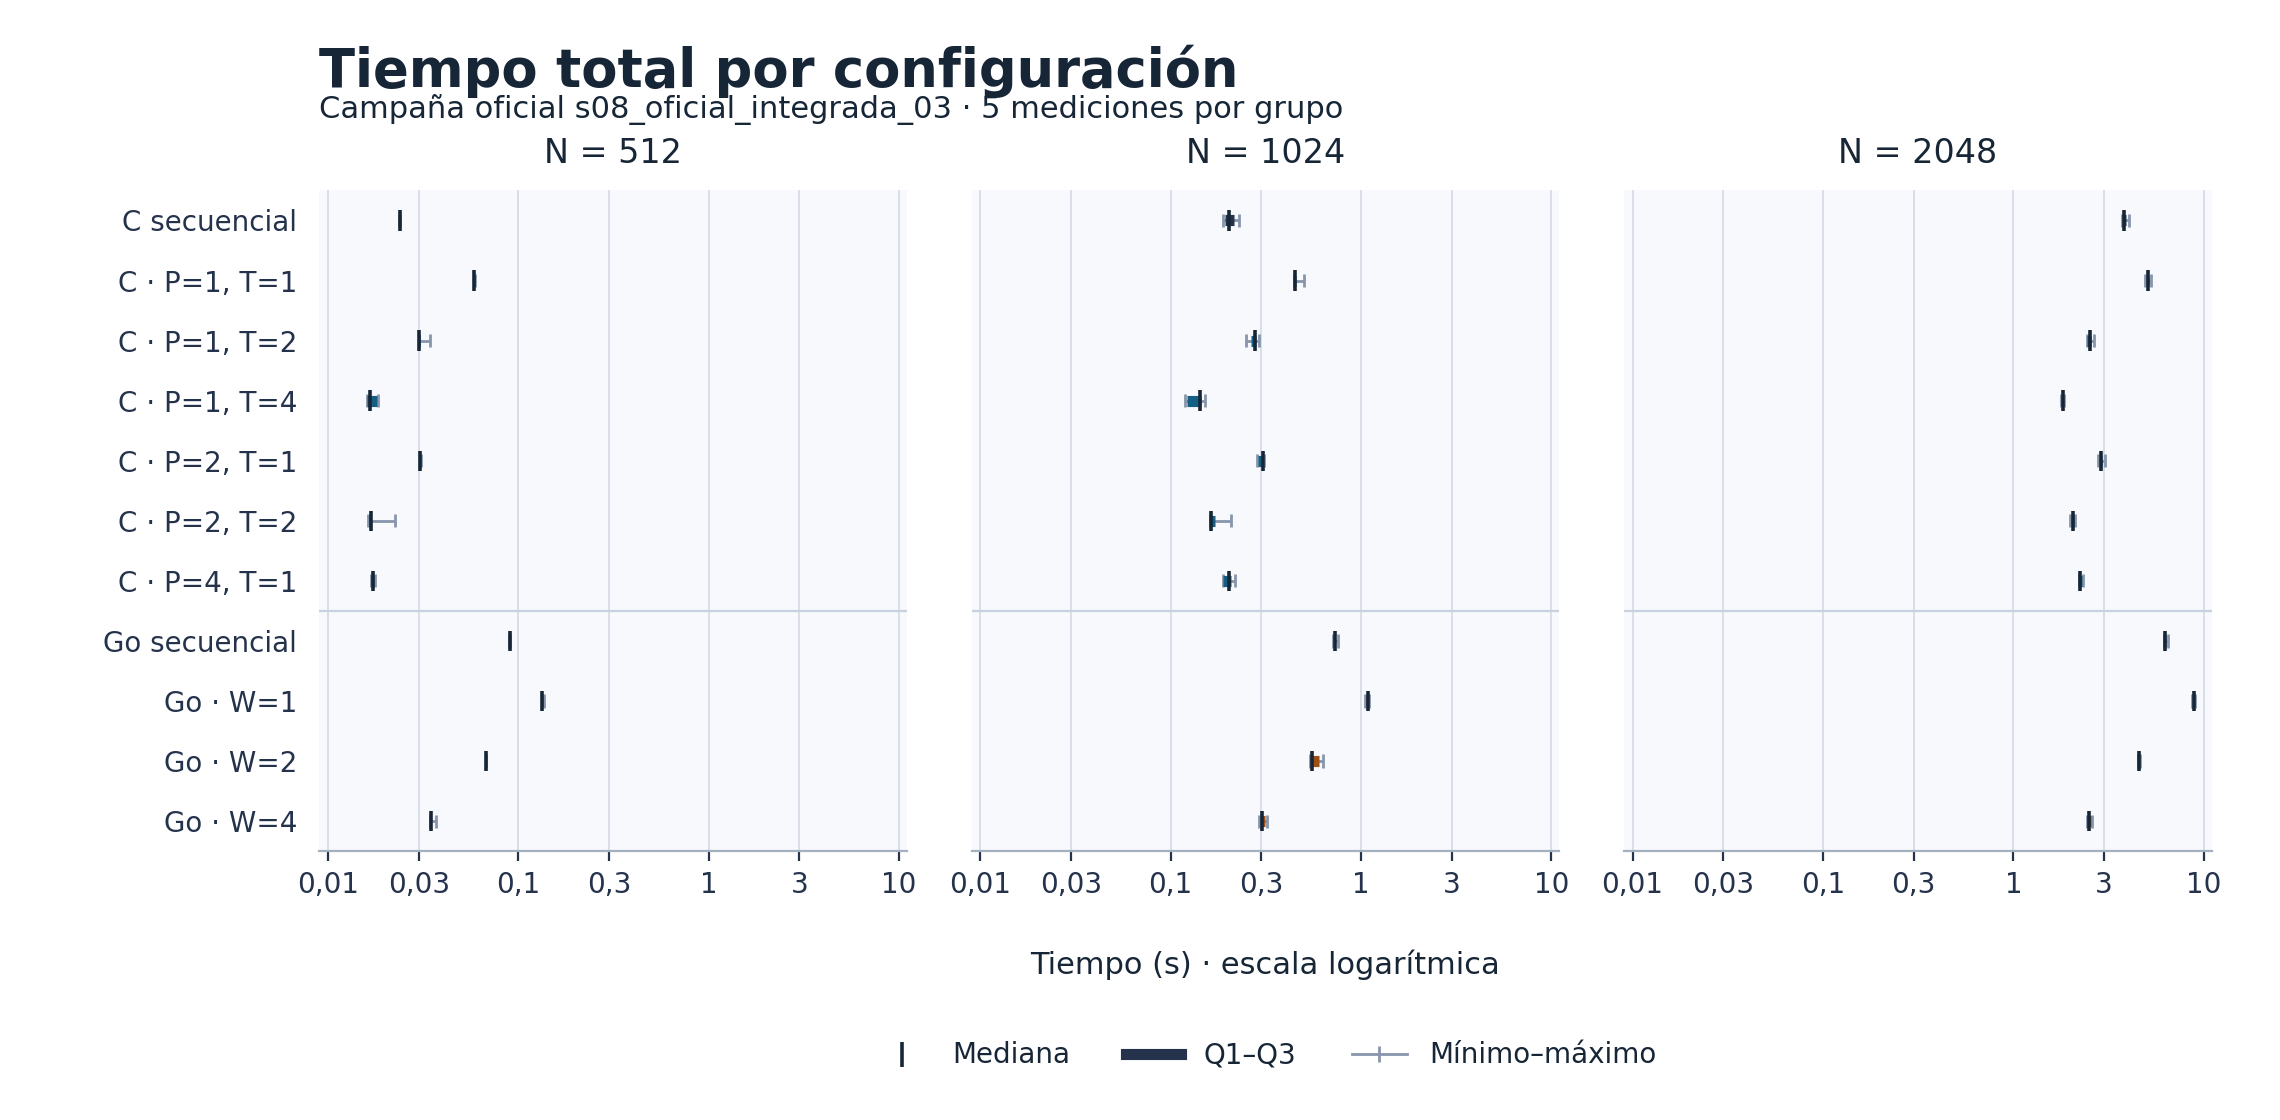 Tiempo total por configuración
Campaña oficial s08_oficial_integrada_03 · 5 mediciones por grupo
N = 512
N = 1024
N = 2048
C secuencial
C · P=1, T=1
C · P=1, T=2
C · P=1, T=4
C · P=2, T=1
C · P=2, T=2
C · P=4, T=1
Go secuencial
Go · W=1
Go · W=2
Go · W=4
0,01 0,03 0,1 0,3 1 3 10
0,01 0,03 0,1 0,3 1 3 10
0,01 0,03 0,1 0,3 1 3 10
Tiempo (s) · escala logarítmica
Mediana
Q1–Q3
Mínimo–máximo